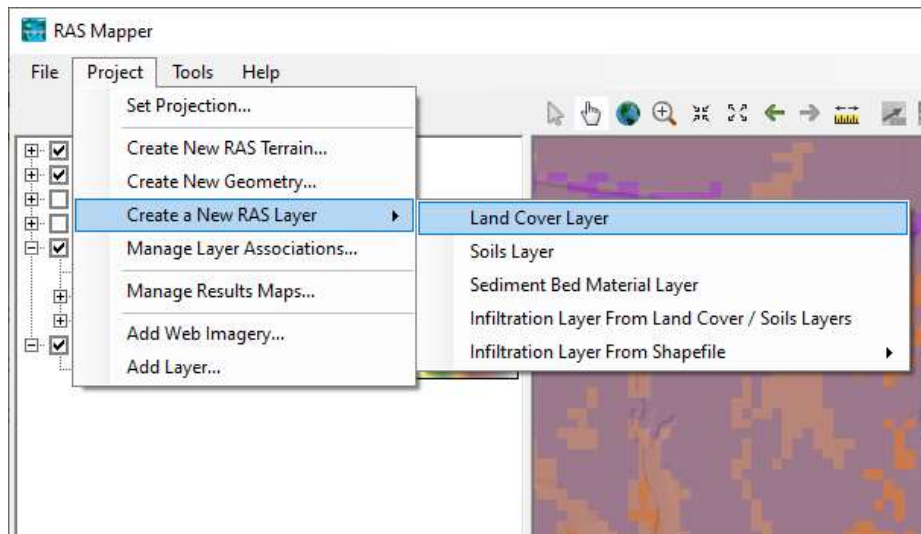 RAS Mapper
File Project Tools Help
Set Projection...
Create New RAS Terrain...
Create New Geometry...
Create a New RAS Layer
Manage Layer Associations...
Manage Results Maps...
Add Web Imagery...
Add Layer...
Land Cover Layer
Soils Layer
Sediment Bed Material Layer
Infiltration Layer From Land Cover / Soils Layers
Infiltration Layer From Shapefile